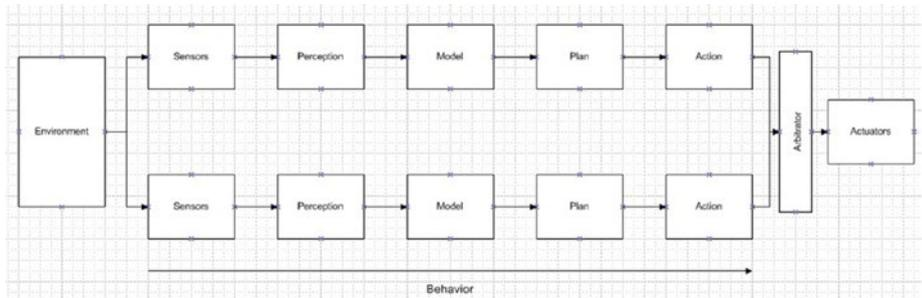 Sensors
Perception
Model
Plan
Action
Environment
Arbitrator
Actuators
Sensors
Perception
Model
Plan
Action
Behavior